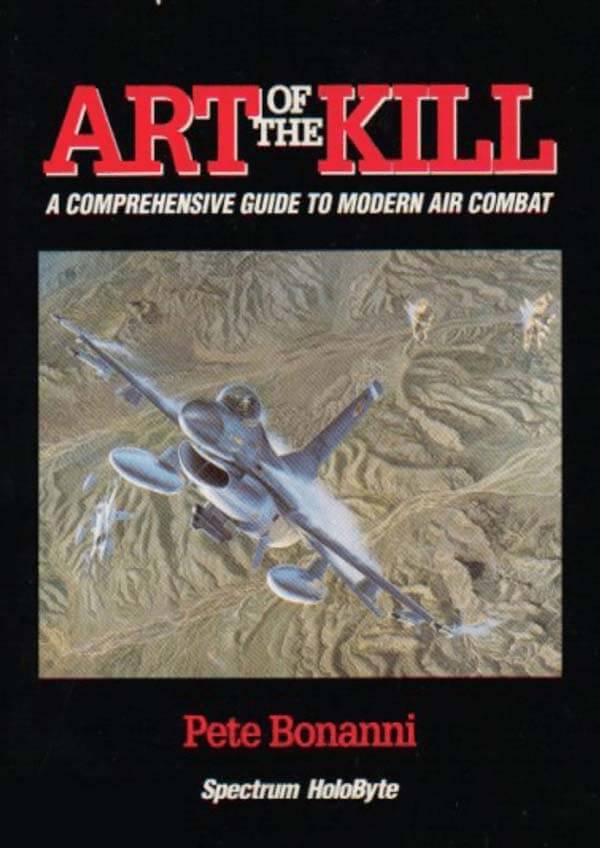 ART OF THE KILL
A COMPREHENSIVE GUIDE TO MODERN AIR COMBAT
Pete Bonanni
Spectrum HoloByte